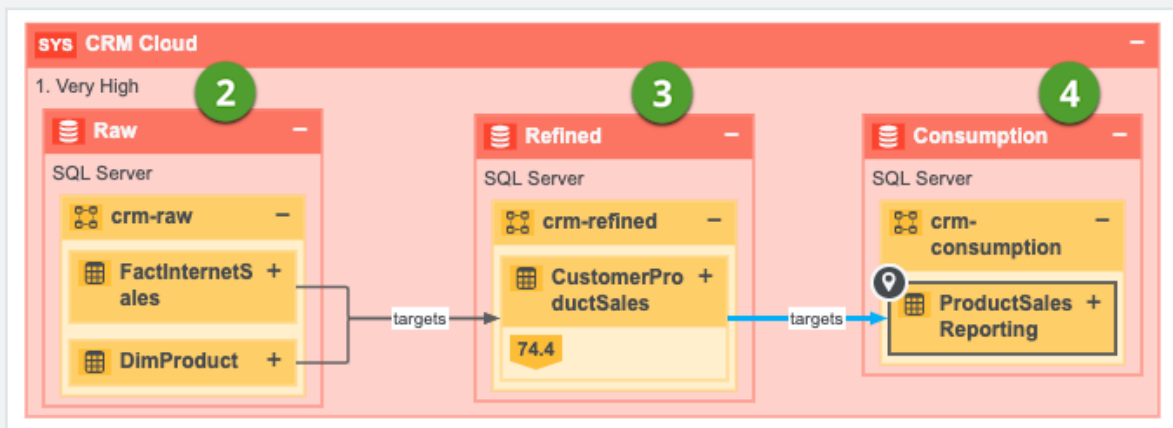 SYS CRM Cloud
1. Very High
2
3
4
Raw
SQL Server
crm-raw
FactInternetS
ales
DimProduct
targets
Refined
SQL Server
crm-refined
CustomerPro
ductSales
74.4
targets
Consumption
SQL Server
crm-
consumption
ProductSales
Reporting